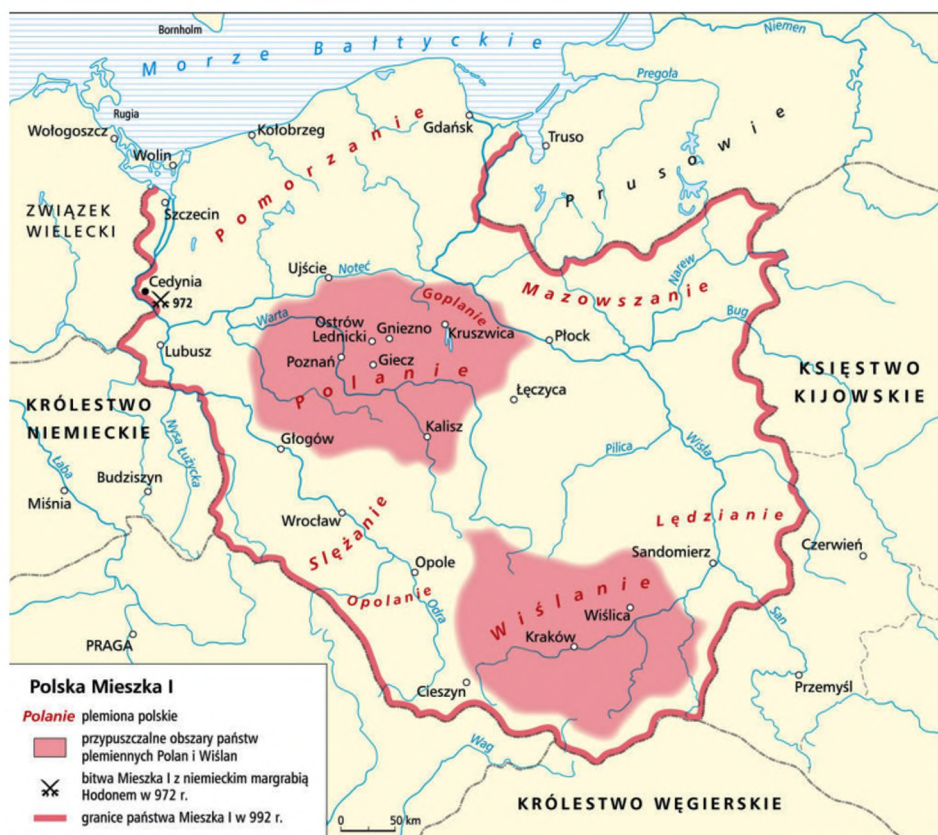 Bornholm
Morze Bałtyckie
Niemen
Pregoła
Rugia
Wołogoszcz
Kołobrzeg
Gdańsk
Truso
Wolin
Pomorzanie
Prusowie
ZWIĄZEK
WIELECKI
Szczecin
Ujście
Noteć
Cedynia
972
Goplanie
Mazowszanie
Narew
Bug
Warta
Ostrów
Lednicki
Gniezno
Kruszwica
Płock
Lubusz
Poznań
Giecz
Polanie
KSIĘSTWO
KIJOWSKIE
Łęczyca
KRÓLESTWO
NIEMIECKIE
Kalisz
Głogów
Nysa Łużycka
Pilica
Wisła
Łaba
Budziszyn
Miśnia
Wrocław
Ślężanie
Lędzianie
Sandomierz
Czerwień
Opole
Opolanie
Odra
Wiślanie
Wiślica
San
PRAGA
Kraków
Cieszyn
Przemyśl
Wag
KRÓLESTWO WĘGIERSKIE
Polska Mieszka I
Polanie plemiona polskie
przypuszczalne obszary państw
plemiennych Polan i Wiślan
bitwa Mieszka I z niemieckim margrabią
Hodonem w 972 r.
granice państwa Mieszka I w 992 r.
0 50 km